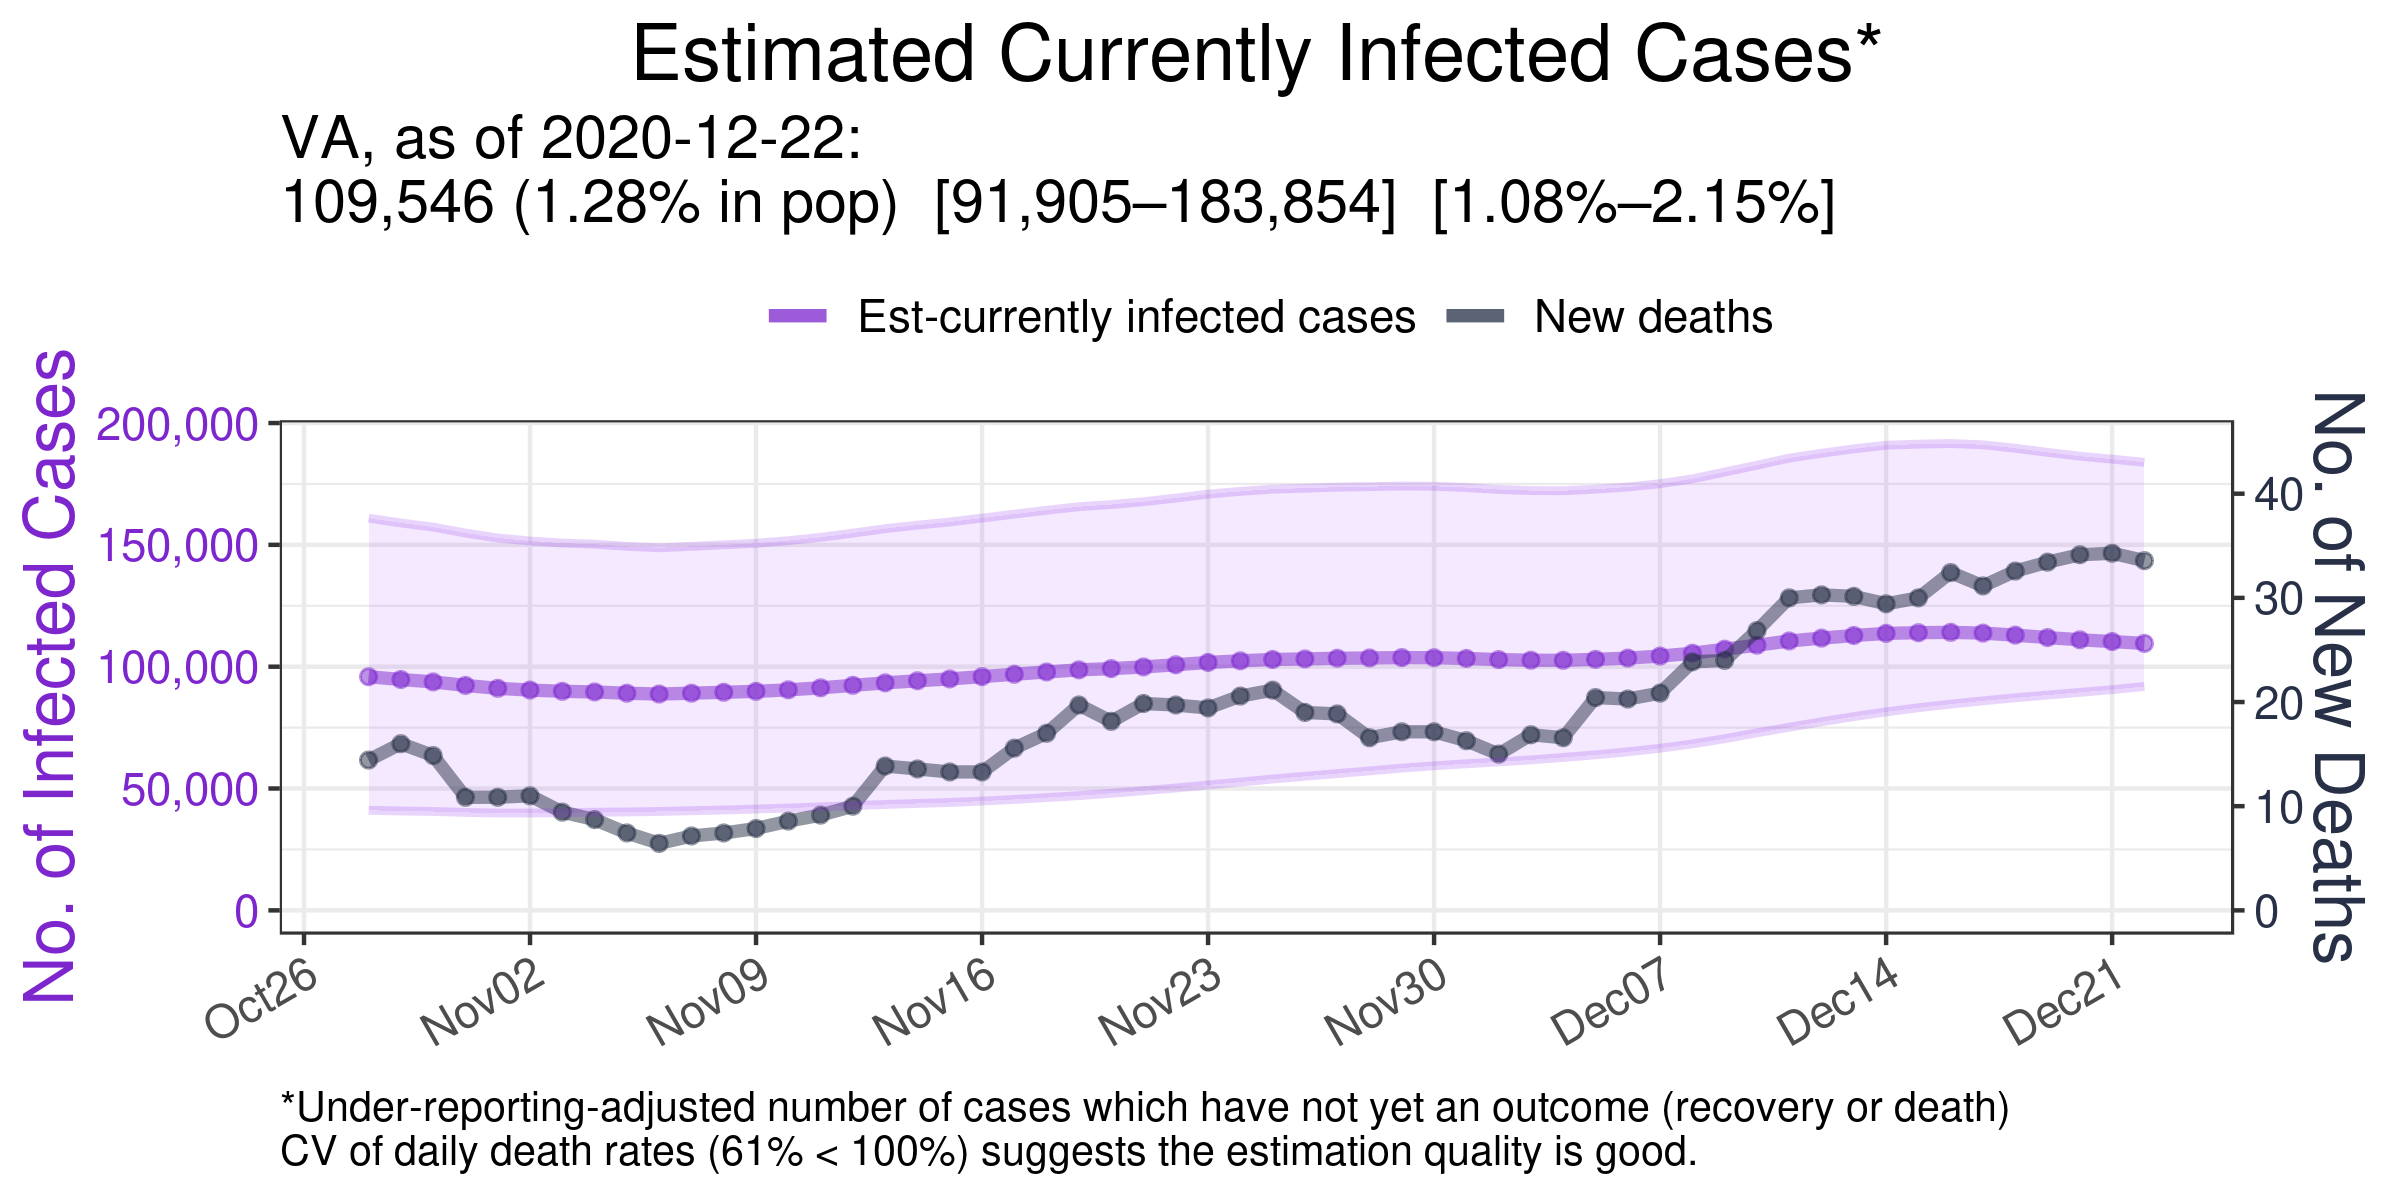 Estimated Currently Infected Cases*
VA, as of 2020-12-22:
109,546 (1.28% in pop)  [91,905–183,854]  [1.08%–2.15%]
Est-currently infected cases New deaths
No. of Infected Cases
200,000
150,000
100,000
50,000
0
40
30
20
10
0
No. of New Deaths
Oct26 Nov02 Nov09 Nov16 Nov23 Nov30 Dec07 Dec14 Dec21
*Under-reporting-adjusted number of cases which have not yet an outcome (recovery or death)
CV of daily death rates (61% < 100%) suggests the estimation quality is good.